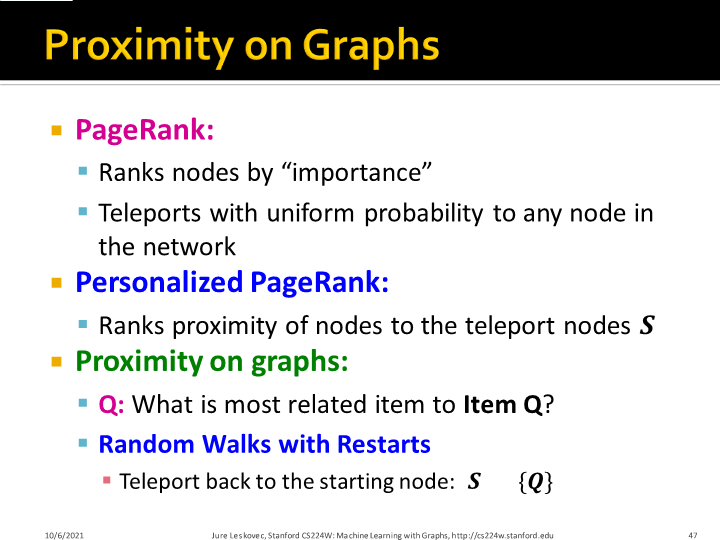 Proximity on Graphs
PageRank:
Ranks nodes by “importance”
Teleports with uniform probability to any node in
the network
Personalized PageRank:
Ranks proximity of nodes to the teleport nodes S
Proximity on graphs:
Q: What is most related item to Item Q?
Random Walks with Restarts
Teleport back to the starting node: S {Q}
10/6/2021 Jure Leskovec, Stanford CS224W: Machine Learning with Graphs, http://cs224w.stanford.edu 47